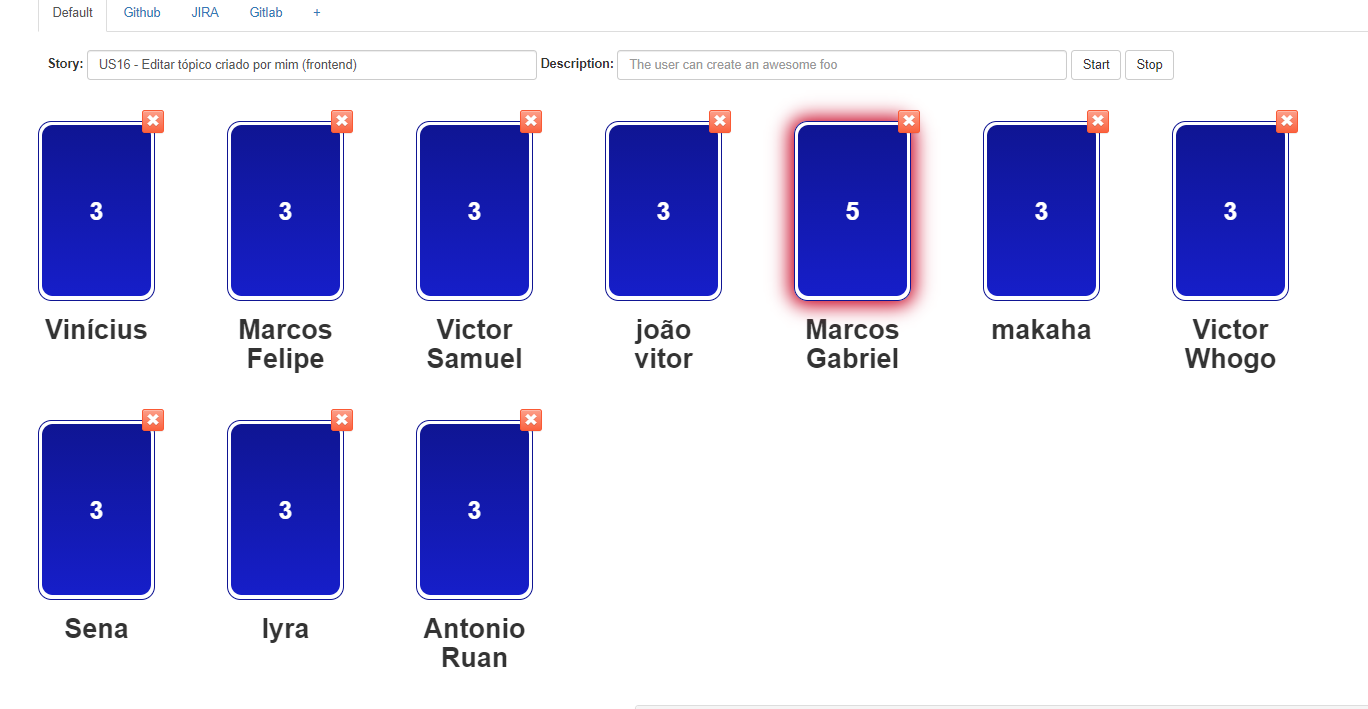 Default Github JIRA Gitlab +
Story: US16 - Editar tópico criado por mim (frontend) Description: The user can create an awesome foo Start Stop
3 3 3 3 5 3 3
Vinícius Marcos Felipe Victor Samuel joão vitor Marcos Gabriel makaha Victor Whogo
3 3 3
Sena lyra Antonio Ruan